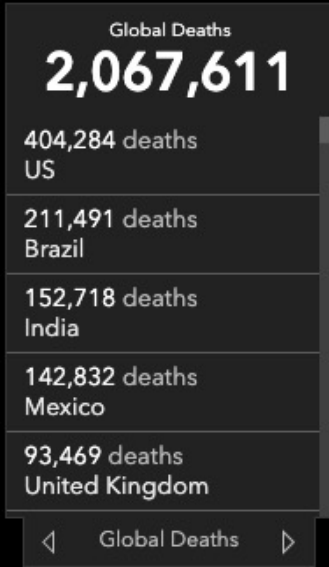 Global Deaths
2,067,611
404,284 deaths
US
211,491 deaths
Brazil
152,718 deaths
India
142,832 deaths
Mexico
93,469 deaths
United Kingdom
Global Deaths